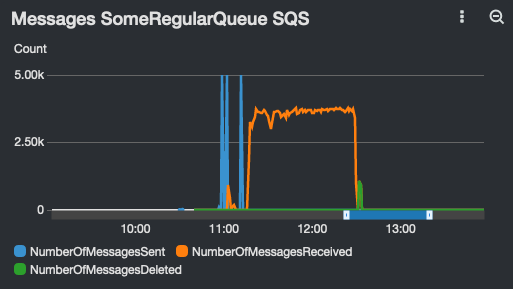 Messages SomeRegularQueue SQS
Count
5.00k
2.50k
0
10:00 11:00 12:00 13:00
NumberOfMessagesSent NumberOfMessagesReceived
NumberOfMessagesDeleted